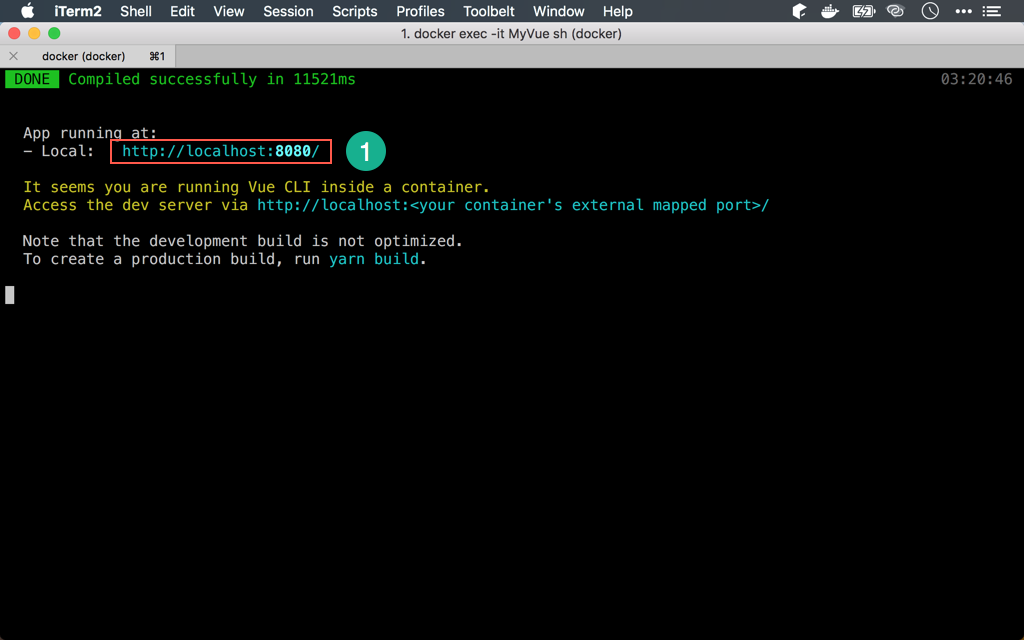 iTerm2 Shell Edit View Session Scripts Profiles Toolbelt Window Help
1. docker exec -it MyVue sh (docker)
docker (docker) ⌘1
DONE Compiled successfully in 11521ms 03:20:46
App running at:
- Local: http://localhost:8080/ 1
It seems you are running Vue CLI inside a container.
Access the dev server via http://localhost:<your container's external mapped port>/
Note that the development build is not optimized.
To create a production build, run yarn build.